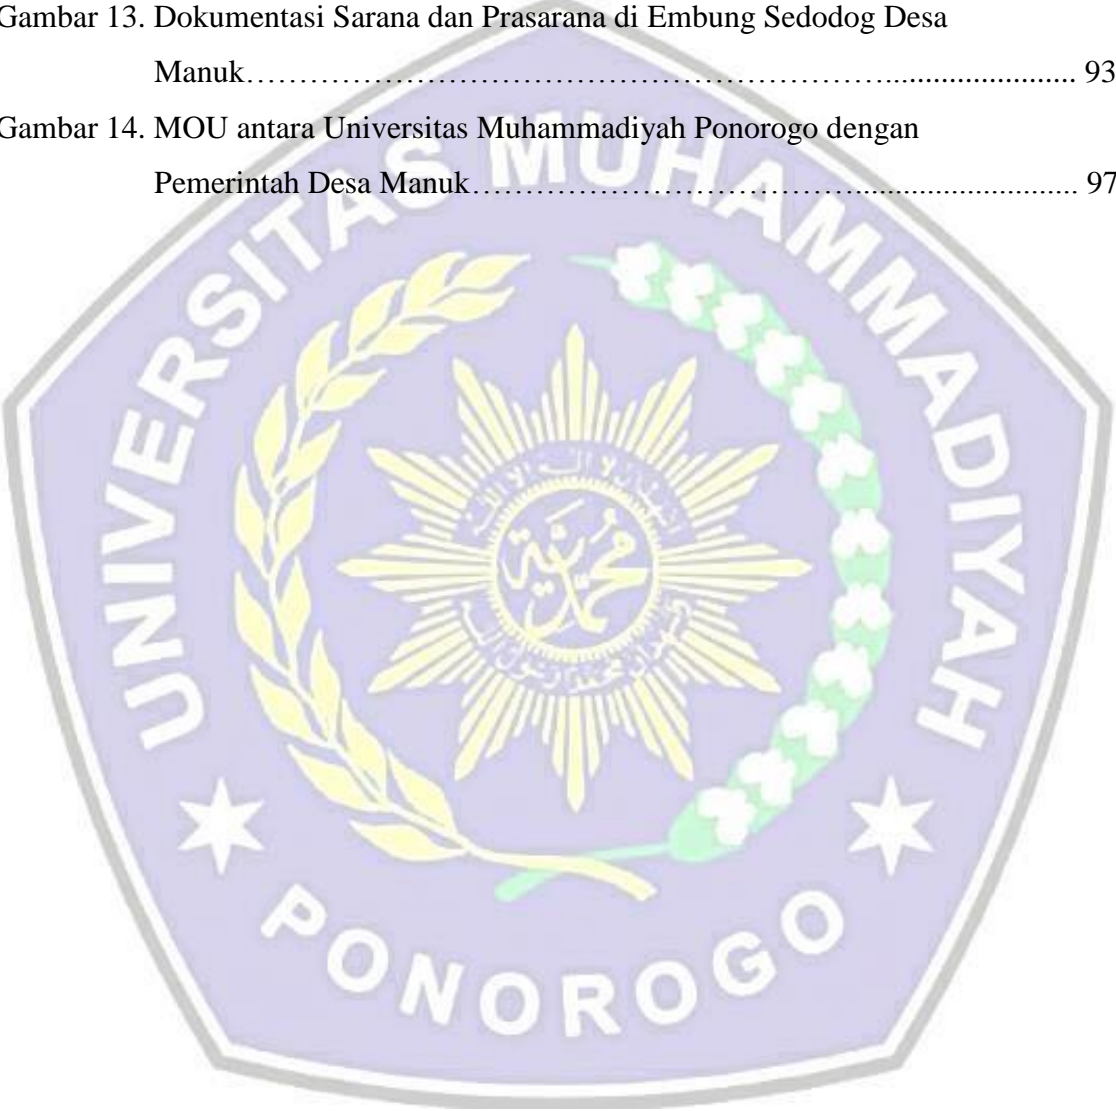 Gambar 13. Dokumentasi Sarana dan Prasarana di Embung Sedodog Desa
Manuk……………………………………………………………...................... 93
Gambar 14. MOU antara Universitas Muhammadiyah Ponorogo dengan
Pemerintah Desa Manuk…………………………………........................... 97
UNIVERSITAS MUHAMMADIYAH
PONOROGO